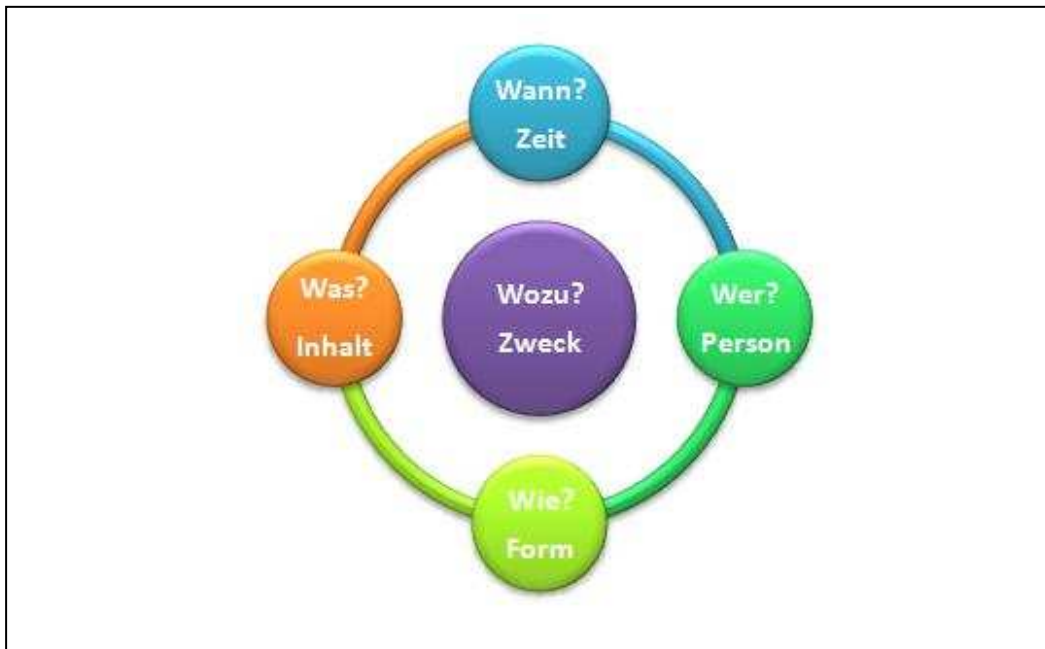 Wann?
Zeit
Was?
Inhalt
Wozu?
Zweck
Wer?
Person
Wie?
Form